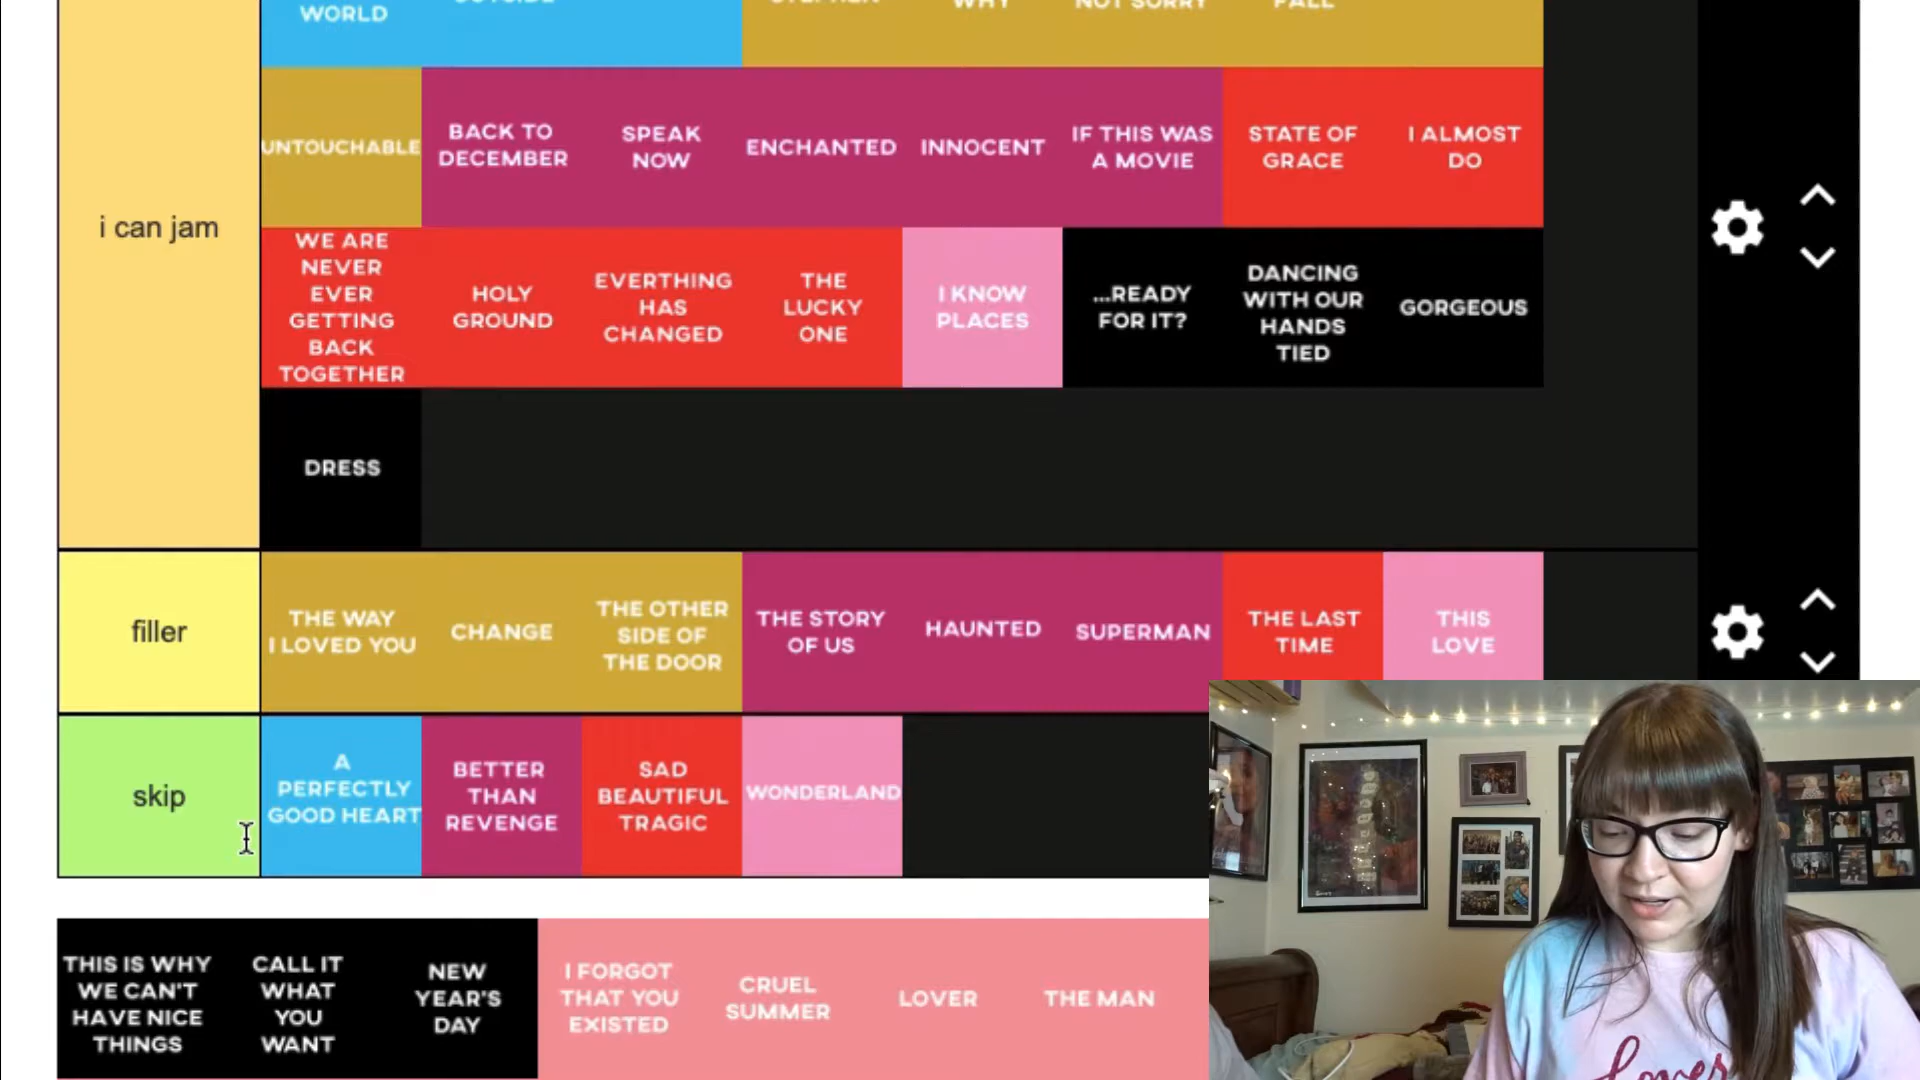 WORLD
NOT SORRY
i can jam
UNTOUCHABLE
BACK TO
DECEMBER
SPEAK
NOW
ENCHANTED
INNOCENT
IF THIS WAS
A MOVIE
STATE OF
GRACE
I ALMOST
DO
WE ARE
NEVER
EVER
GETTING
BACK
TOGETHER
HOLY
GROUND
EVERTHING
HAS
CHANGED
THE
LUCKY
ONE
I KNOW
PLACES
...READY
FOR IT?
DANCING
WITH OUR
HANDS
TIED
GORGEOUS
DRESS
filler
THE WAY
I LOVED YOU
CHANGE
THE OTHER
SIDE OF
THE DOOR
THE STORY
OF US
HAUNTED
SUPERMAN
THE LAST
TIME
THIS
LOVE
skip
A
PERFECTLY
GOOD HEART
BETTER
THAN
REVENGE
SAD
BEAUTIFUL
TRAGIC
WONDERLAND
THIS IS WHY
WE CAN'T
HAVE NICE
THINGS
CALL IT
WHAT
YOU
WANT
NEW
YEAR'S
DAY
I FORGOT
THAT YOU
EXISTED
CRUEL
SUMMER
LOVER
THE MAN